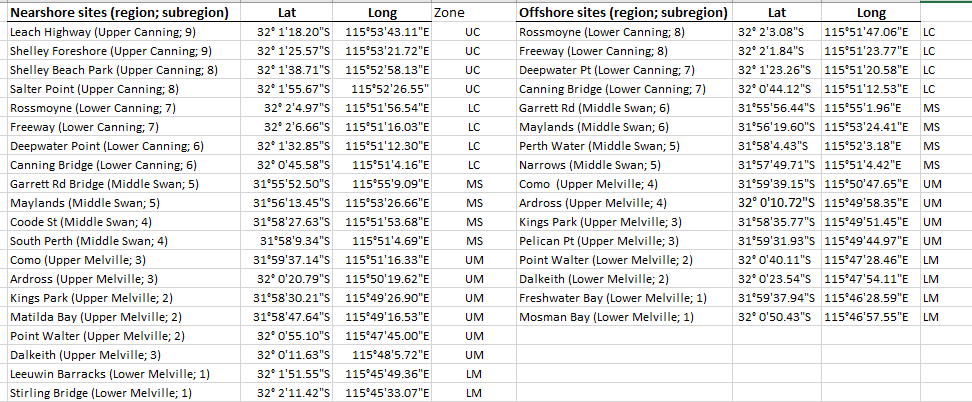 Nearshore sites (region; subregion) Lat Long Zone Offshore sites (region; subregion) Lat Long
Leach Highway (Upper Canning; 9) 32° 1'18.20"S 115°53'43.11"E UC Rossmoyne (Lower Canning; 8) 32° 2'3.08"S 115°51'47.06"E LC
Shelley Foreshore (Upper Canning; 9) 32° 1'25.57"S 115°53'21.72"E UC Freeway (Lower Canning; 8) 32° 2'1.84"S 115°51'23.77"E LC
Shelley Beach Park (Upper Canning; 8) 32° 1'38.71"S 115°52'58.13"E UC Deepwater Pt (Lower Canning; 7) 32° 1'23.26"S 115°51'20.58"E LC
Salter Point (Upper Canning; 8) 32° 1'55.67"S 115°52'26.55" UC Canning Bridge (Lower Canning; 7) 32° 0'44.12"S 115°51'12.53"E LC
Rossmoyne (Lower Canning; 7) 32° 2'4.97"S 115°51'56.54"E LC Garrett Rd (Middle Swan; 6) 31°55'56.44"S 115°55'1.96"E MS
Freeway (Lower Canning; 7) 32° 2'6.66"S 115°51'16.03"E LC Maylands (Middle Swan; 6) 31°56'19.60"S 115°53'24.41"E MS
Deepwater Point (Lower Canning; 6) 32° 1'32.85"S 115°51'12.30"E LC Perth Water (Middle Swan; 5) 31°58'4.43"S 115°52'3.18"E MS
Canning Bridge (Lower Canning; 6) 32° 0'45.58"S 115°51'4.16"E LC Narrows (Middle Swan; 5) 31°57'49.71"S 115°51'4.42"E MS
Garrett Rd Bridge (Middle Swan; 5) 31°55'52.50"S 115°55'9.09"E MS Como (Upper Melville; 4) 31°59'39.15"S 115°50'47.65"E UM
Maylands (Middle Swan; 5) 31°56'13.45"S 115°53'26.66"E MS Ardross (Upper Melville; 4) 32° 0'10.72"S 115°49'58.35"E UM
Coode St (Middle Swan; 4) 31°58'27.63"S 115°51'53.68"E MS Kings Park (Upper Melville; 3) 31°58'35.77"S 115°49'51.45"E UM
South Perth (Middle Swan; 4) 31°58'9.34"S 115°51'4.69"E MS Pelican Pt (Upper Melville; 3) 31°59'31.93"S 115°49'44.97"E UM
Como (Upper Melville; 3) 31°59'37.14"S 115°51'16.33"E UM Point Walter (Lower Melville; 2) 32° 0'40.11"S 115°47'28.46"E LM
Ardross (Upper Melville; 3) 32° 0'20.79"S 115°50'19.62"E UM Dalkeith (Lower Melville; 2) 32° 0'23.54"S 115°47'54.11"E LM
Kings Park (Upper Melville; 2) 31°58'30.21"S 115°49'26.90"E UM Freshwater Bay (Lower Melville; 1) 31°59'37.94"S 115°46'28.59"E LM
Matilda Bay (Upper Melville; 2) 31°58'47.64"S 115°49'16.53"E UM Mosman Bay (Lower Melville; 1) 32° 0'50.43"S 115°46'57.55"E LM
Point Walter (Upper Melville; 2) 32° 0'55.10"S 115°47'45.00"E UM
Dalkeith (Upper Melville; 3) 32° 0'11.63"S 115°48'5.72"E UM
Leeuwin Barracks (Lower Melville; 1) 32° 1'51.55"S 115°45'49.36"E LM
Stirling Bridge (Lower Melville; 1) 32° 2'11.42"S 115°45'33.07"E LM